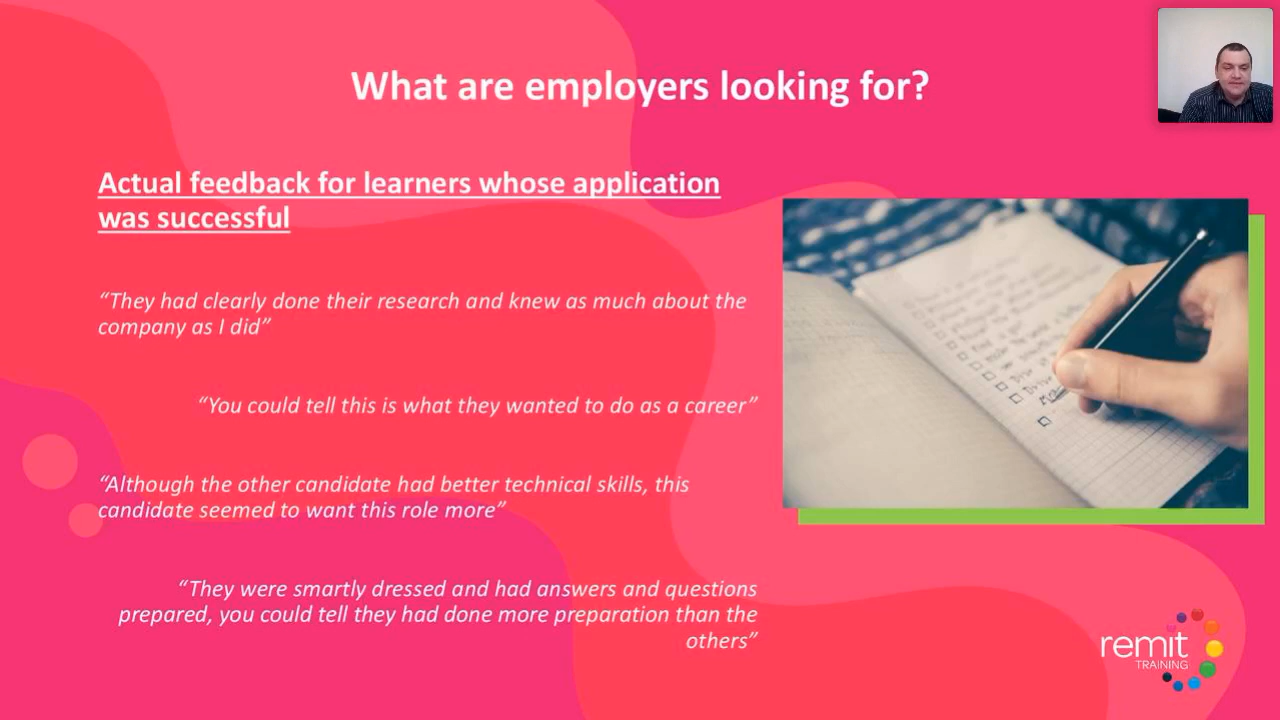 What are employers looking for?
Actual feedback for learners whose application
was successful
“They had clearly done their research and knew as much about the
company as I did”
“You could tell this is what they wanted to do as a career”
“Although the other candidate had better technical skills, this
candidate seemed to want this role more”
“They were smartly dressed and had answers and questions
prepared, you could tell they had done more preparation than the
others”
remit
TRAINING